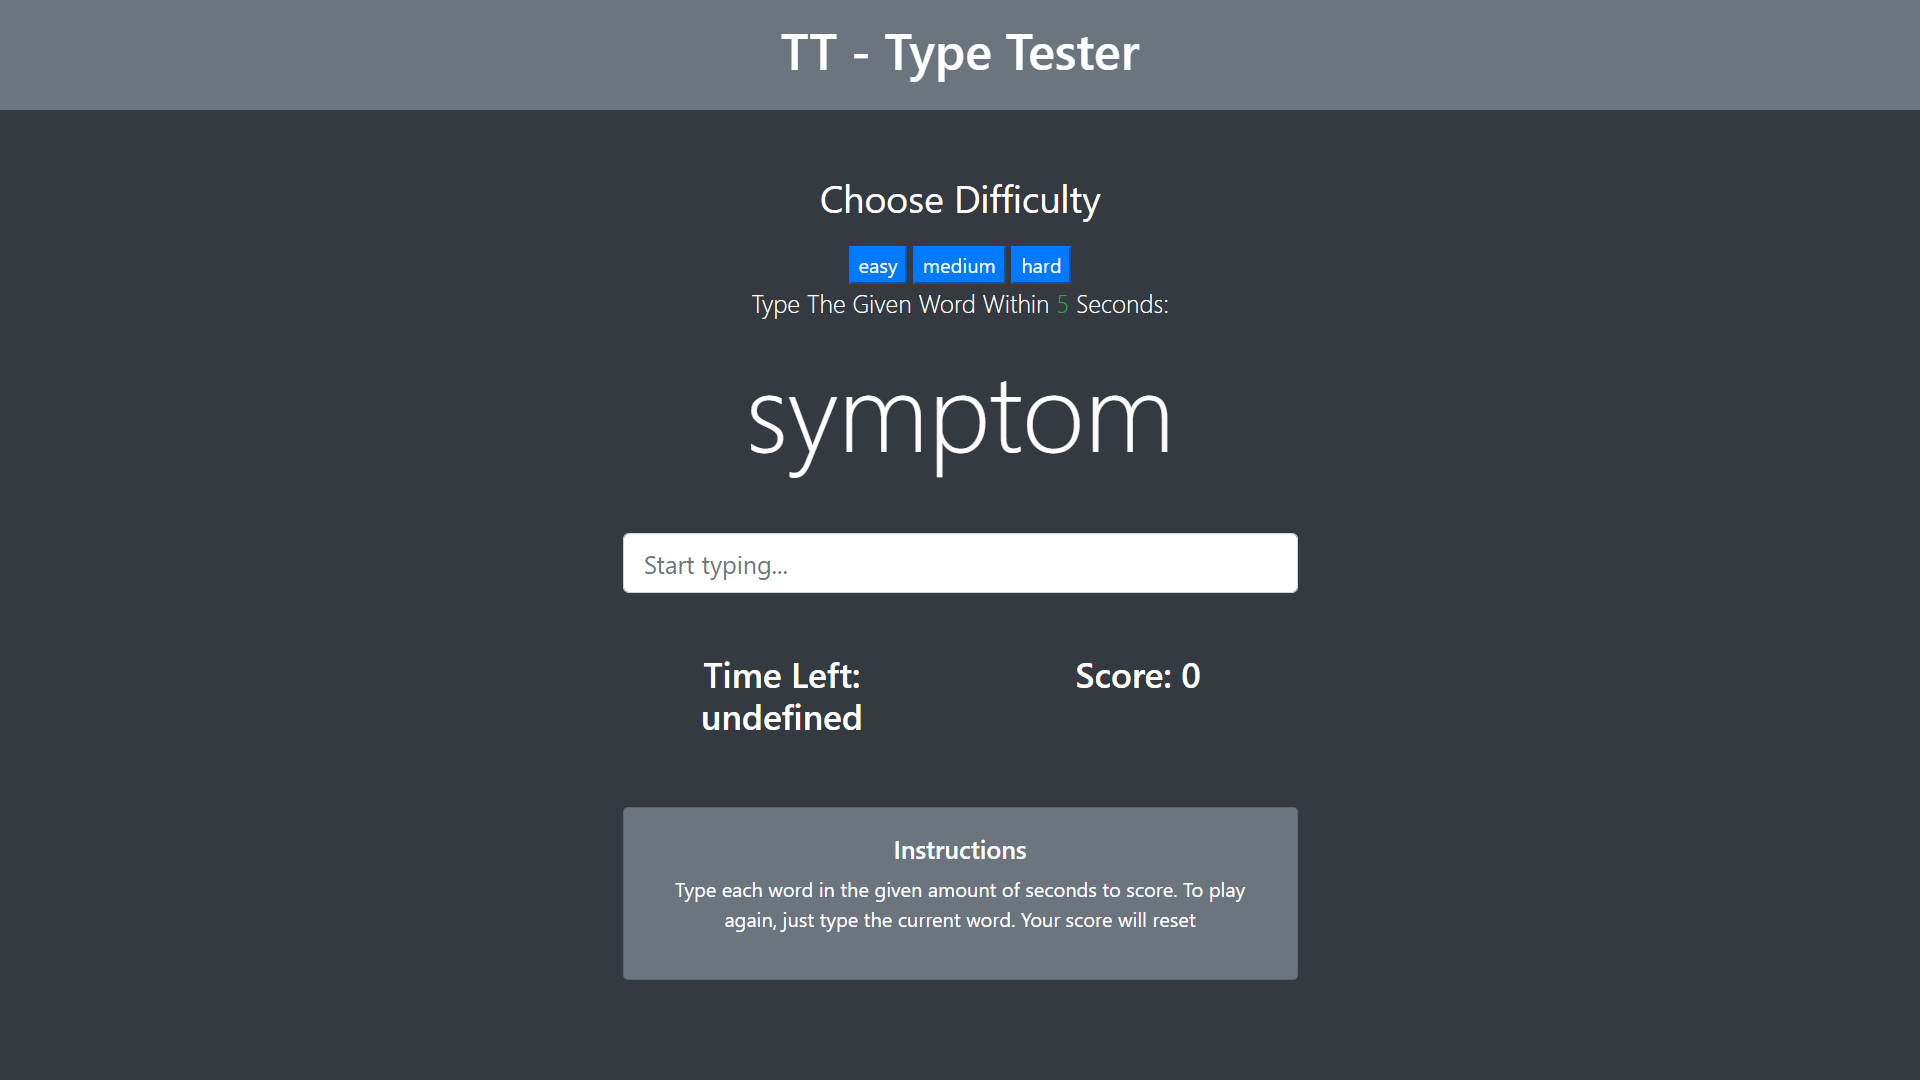 TT - Type Tester
Choose Difficulty
easy medium hard
Type The Given Word Within 5 Seconds:
symptom
Start typing...
Time Left:
undefined
Score: 0
Instructions
Type each word in the given amount of seconds to score. To play
again, just type the current word. Your score will reset